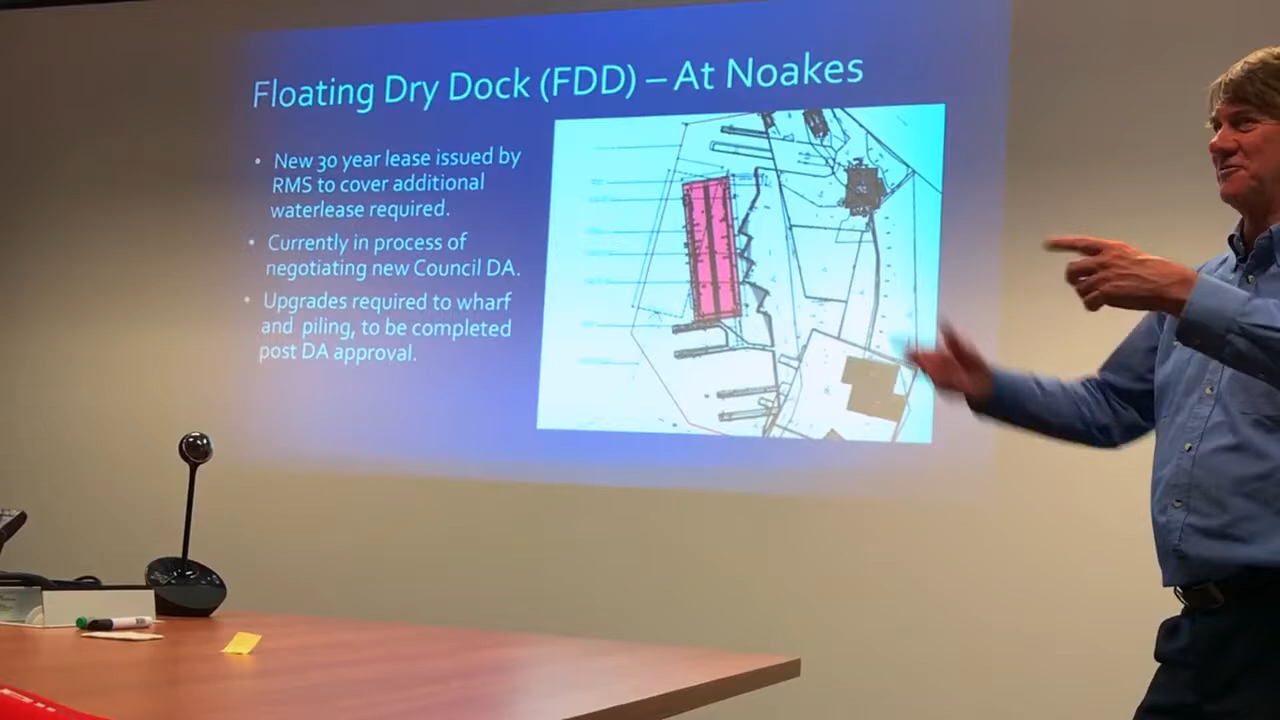 Floating Dry Dock (FDD) – At Noakes
• New 30 year lease issued by
RMS to cover additional
waterlease required.
• Currently in process of
negotiating new Council DA.
• Upgrades required to wharf
and piling, to be completed
post DA approval.